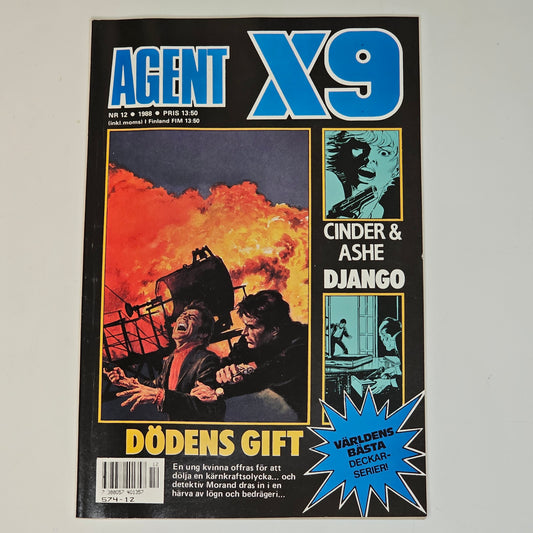 AGENT X9
NR 12 • 1988 • PRIS 13:50
(inkl. moms) I Finland FIM 13:50
CINDER &
ASHE
DJANGO
DÖDENS GIFT
En ung kvinna offras för att
dölja en kärnkraftsolycka... och
detektiv Morand dras in i en
härva av lögn och bedrägeri...
VÄRLDENS
BÄSTA
DECKAR-
SERIER!
12
7 388057 401357
574-12